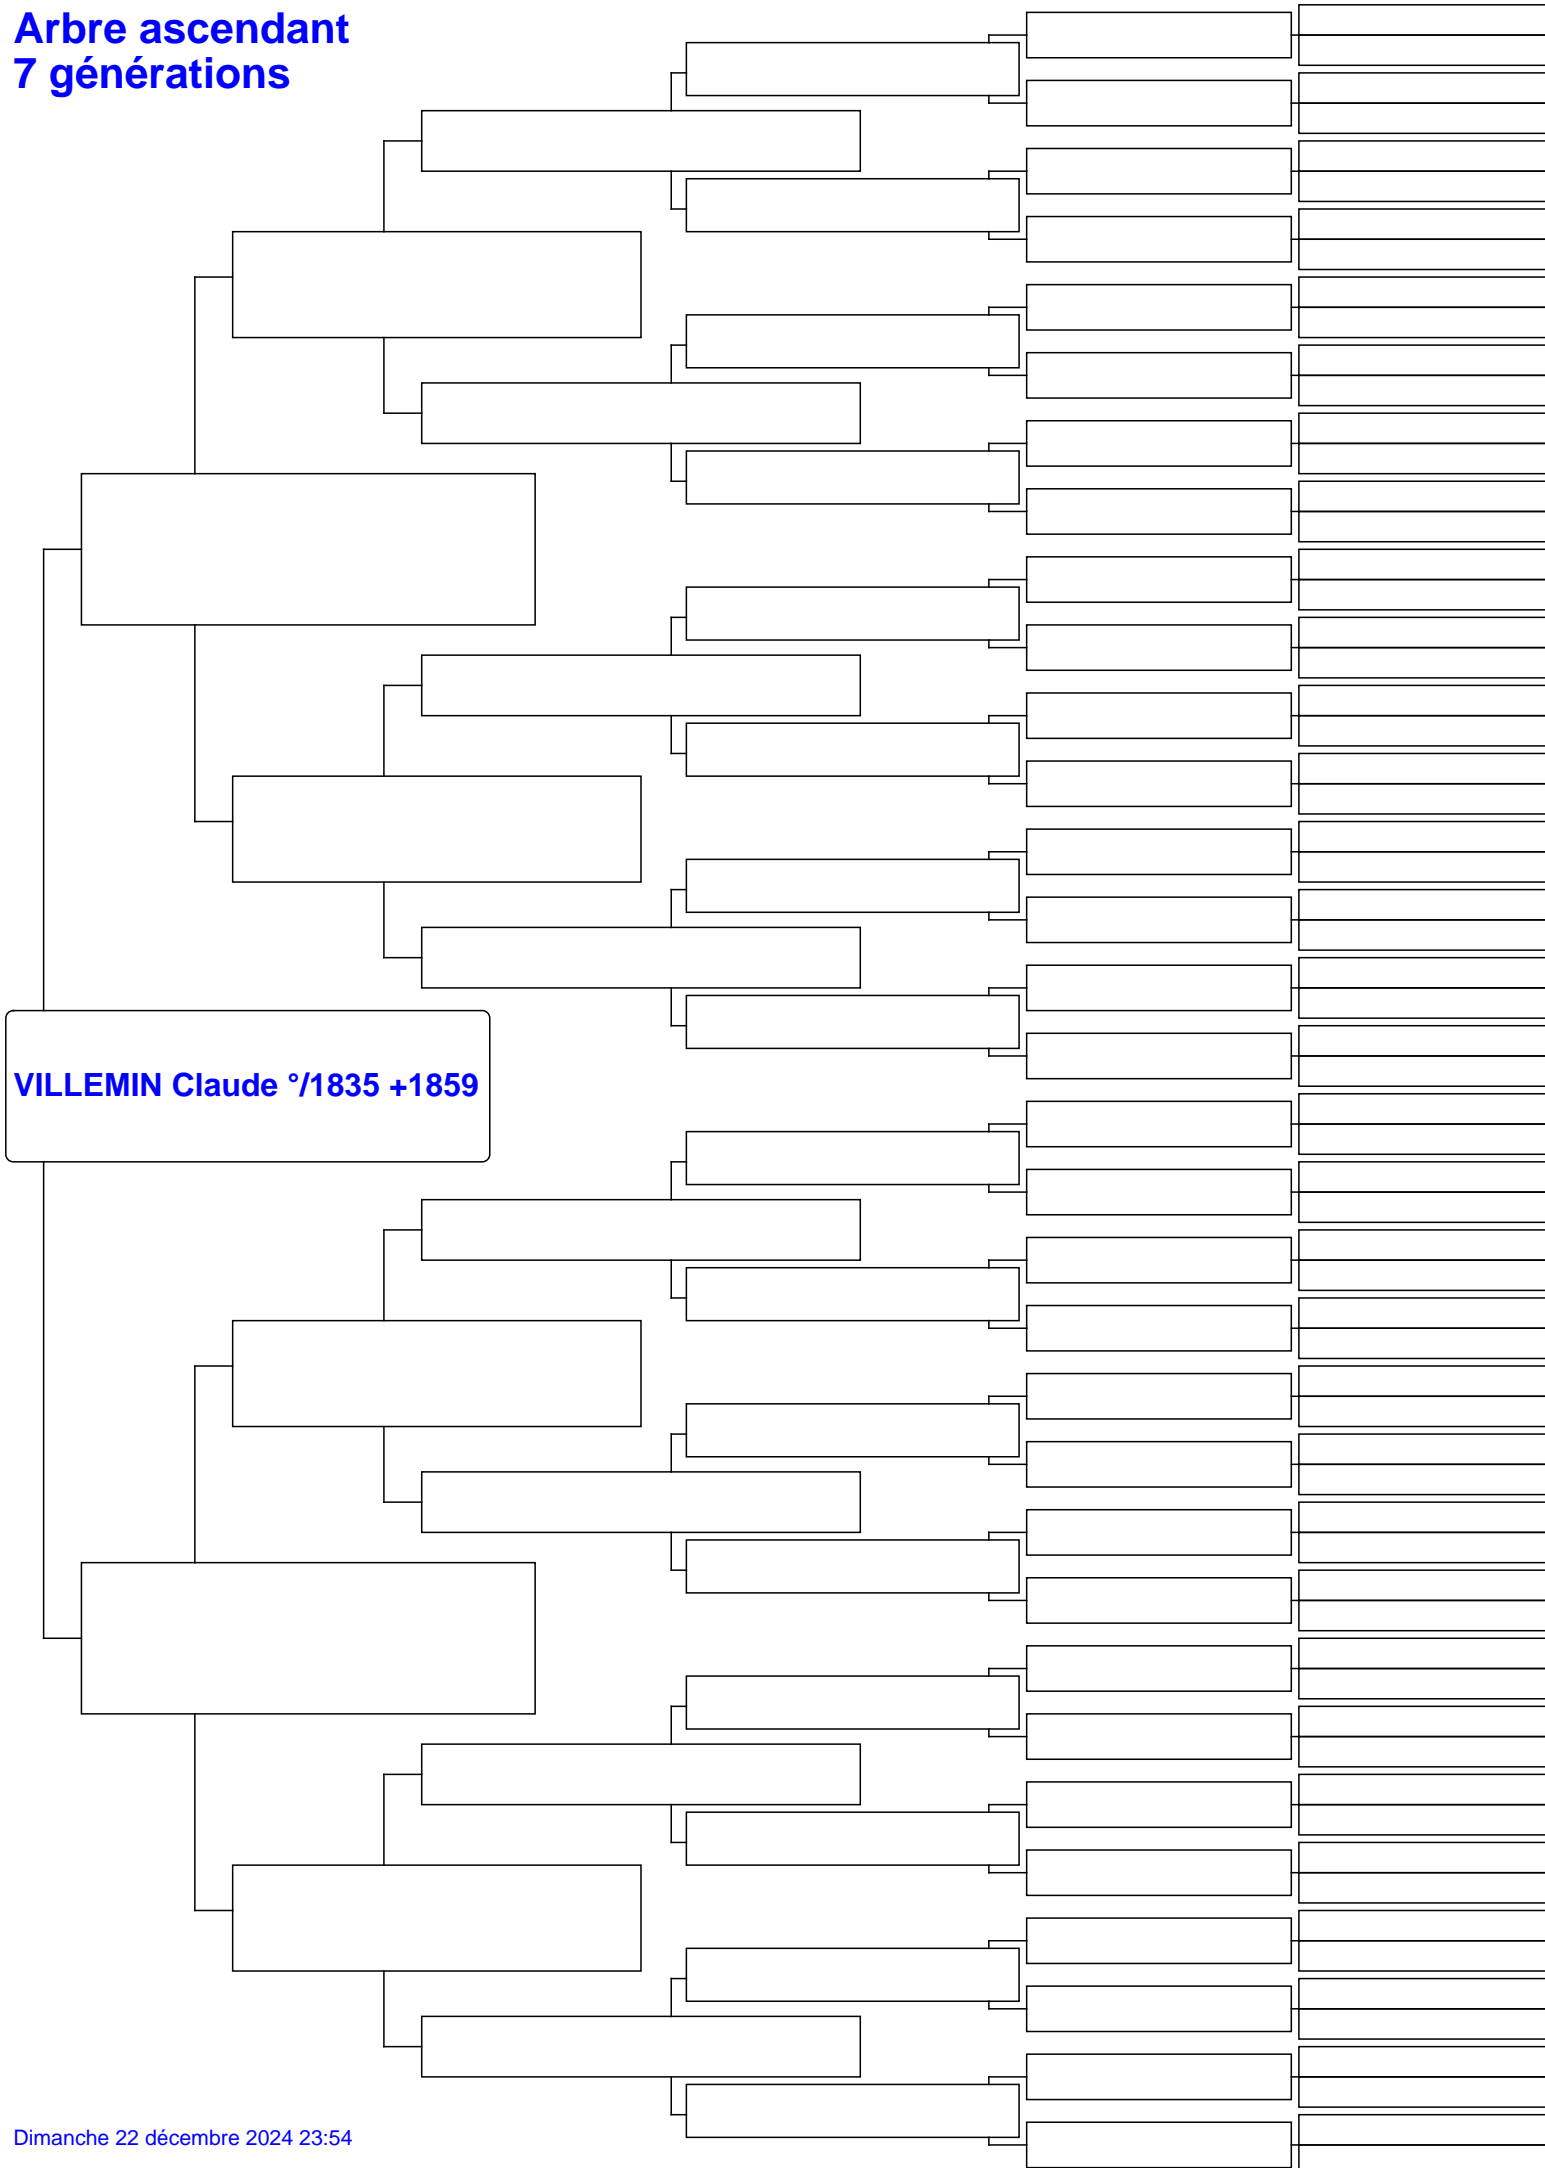 Arbre ascendant
7 générations
VILLEMIN Claude °/1835 +1859
Dimanche 22 décembre 2024 23:54